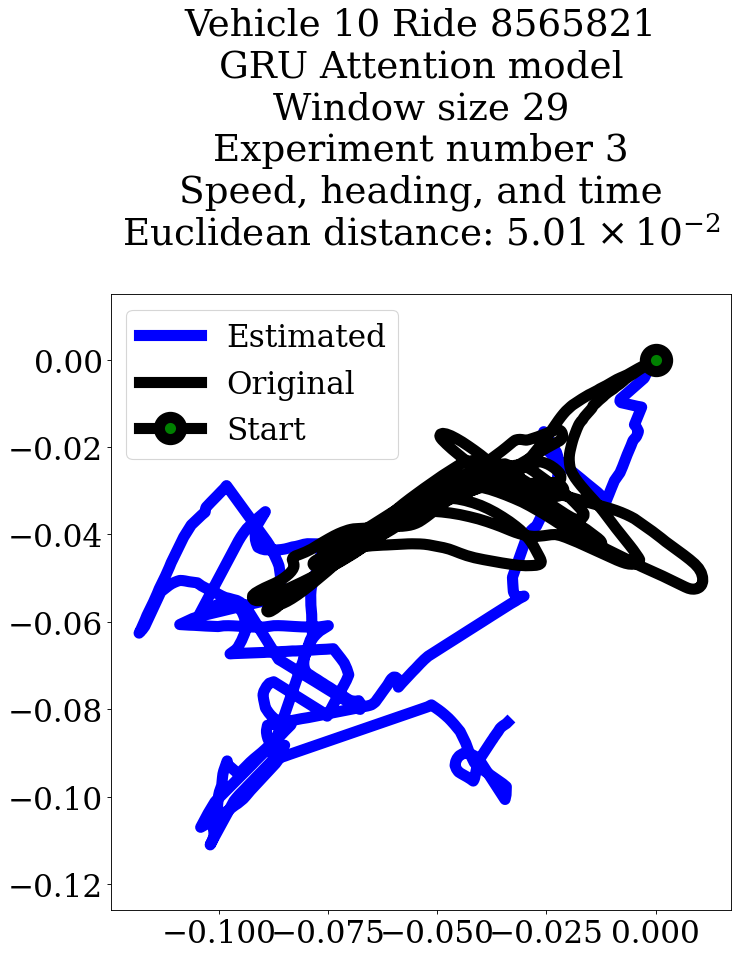 Vehicle 10 Ride 8565821
GRU Attention model
Window size 29
Experiment number 3
Speed, heading, and time
Euclidean distance: 5.01 × 10⁻²
Estimated
Original
Start
0.00
−0.02
−0.04
−0.06
−0.08
−0.10
−0.12
−0.100 −0.075 −0.050 −0.025 0.000